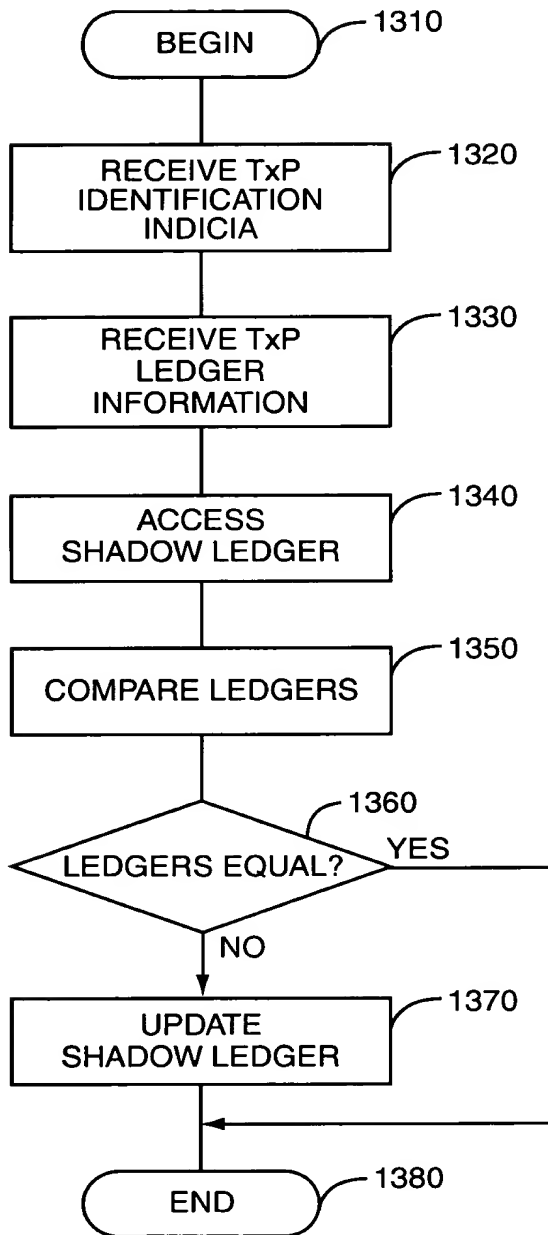 BEGIN
1310
RECEIVE TxP
IDENTIFICATION
INDICIA
1320
RECEIVE TxP
LEDGER
INFORMATION
1330
ACCESS
SHADOW LEDGER
1340
COMPARE LEDGERS
1350
LEDGERS EQUAL?
1360
YES
NO
UPDATE
SHADOW LEDGER
1370
END
1380